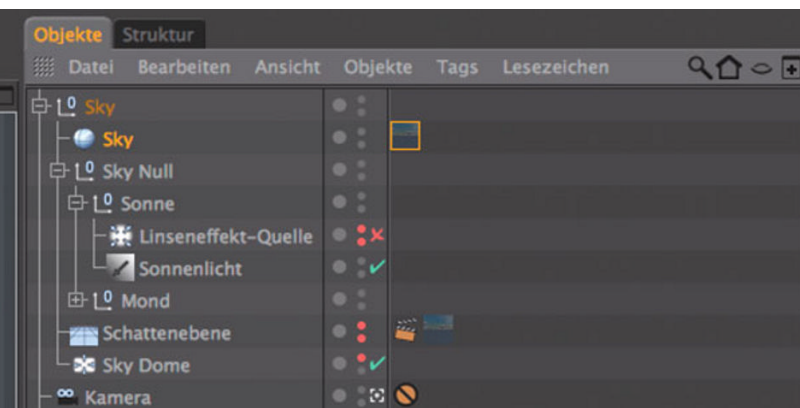 Objekte Struktur
Datei Bearbeiten Ansicht Objekte Tags Lesezeichen
Sky
Sky
Sky Null
Sonne
Linseneffekt-Quelle
Sonnenlicht
Mond
Schattenebene
Sky Dome
Kamera